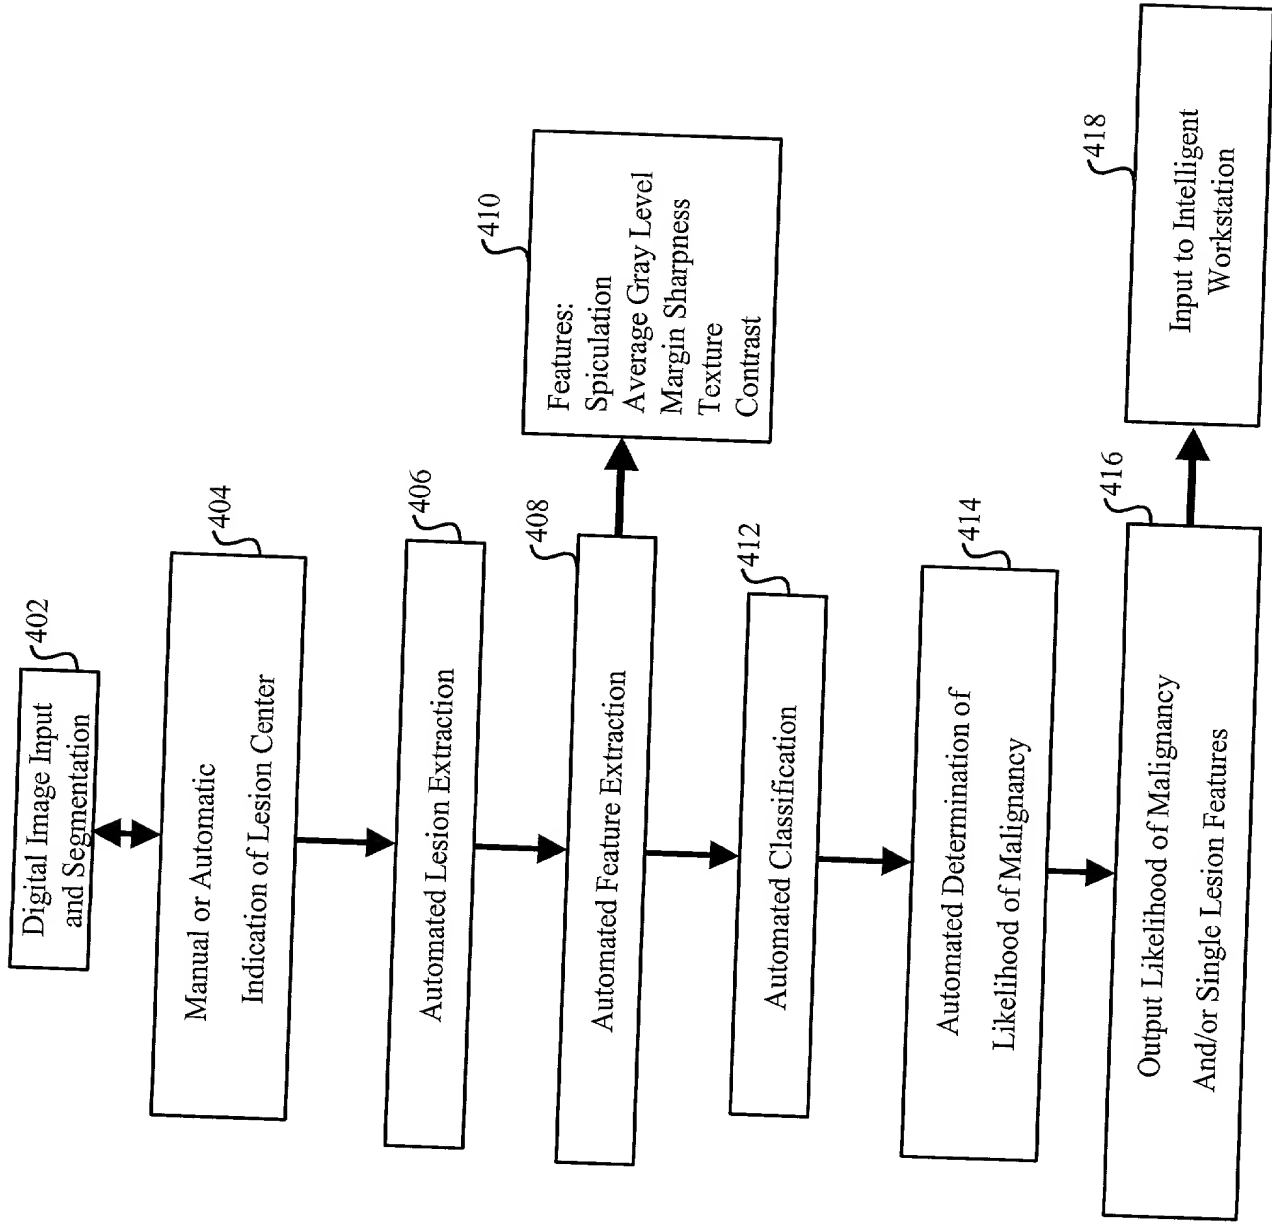 402
Digital Image Input
and Segmentation
404
Manual or Automatic
Indication of Lesion Center
406
Automated Lesion Extraction
408
Automated Feature Extraction
410
Features:
Spiculation
Average Gray Level
Margin Sharpness
Texture
Contrast
412
Automated Classification
414
Automated Determination of
Likelihood of Malignancy
416
Output Likelihood of Malignancy
And/or Single Lesion Features
418
Input to Intelligent
Workstation